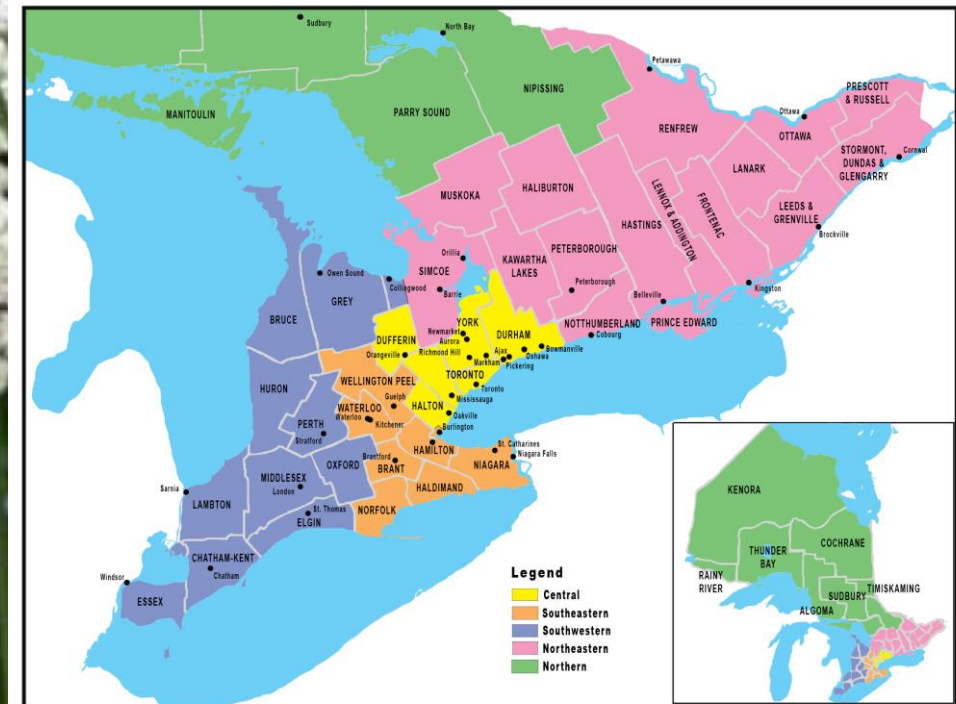 Sudbury
North Bay
Petawawa
MANITOULIN
PARRY SOUND
NIPISSING
RENFREW
Ottawa
PRESCOTT
& RUSSELL
OTTAWA
STORMONT,
DUNDAS &
GLENGARRY
Cornwal
LANARK
MUSKOKA
HALIBURTON
HASTINGS
LENNOX & ADDINGTON
FRONTENAC
LEEDS &
GRENVILLE
Brockville
Orillia
SIMCOE
Barrie
KAWARTHA
LAKES
PETERBOROUGH
Peterborough
Belleville
Kingston
Owen Sound
Collingwood
GREY
BRUCE
NOTTHUMBERLAND
Cobourg
PRINCE EDWARD
DUFFERIN
Orangeville
YORK
Newmarket
Aurora
Richmond Hill
Markham
DURHAM
Ajaz
Pickering
Oshawa
Bowmanville
TORONTO
Toronto
Mississauga
HURON
WELLINGTON PEEL
Guelph
WATERLOO
Waterloo
Kitchener
HALTON
Oakville
Burlington
PERTH
Stratford
HAMILTON
St. Catharines
Niagara Falls
NIAGARA
Brantford
BRANT
OXFORD
HALDIMAND
NORFOLK
MIDDLESEX
London
St. Thomas
ELGIN
Sarnia
LAMBTON
CHATHAM-KENT
Chatham
Windsor
ESSEX
Legend
Central
Southeastern
Southwestern
Northeastern
Northern
KENORA
COCHRANE
THUNDER
BAY
RAINY
RIVER
TIMISKAMING
SUDBURY
ALGOMA